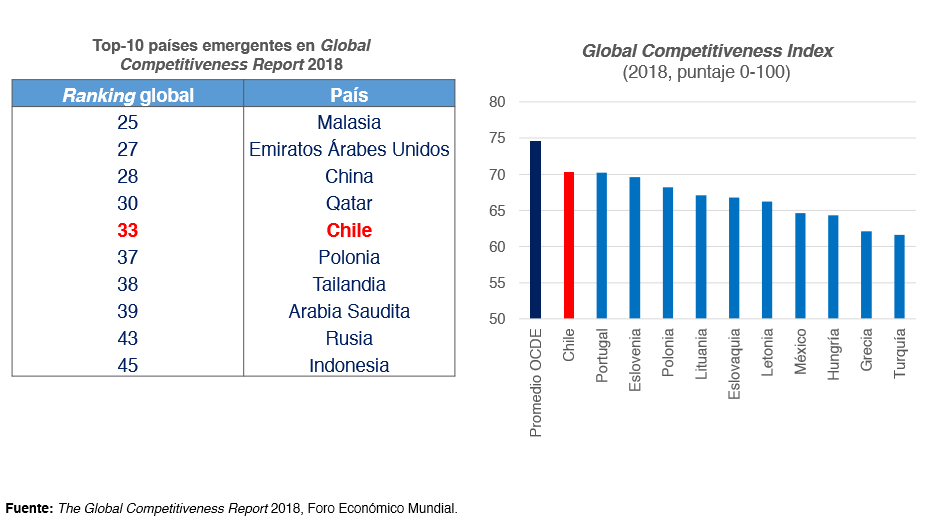 Top-10 países emergentes en Global
Competitiveness Report 2018
Ranking global País
25 Malasia
27 Emiratos Árabes Unidos
28 China
30 Qatar
33 Chile
37 Polonia
38 Tailandia
39 Arabia Saudita
43 Rusia
45 Indonesia
Global Competitiveness Index
(2018, puntaje 0-100)
80
75
70
65
60
55
50
Promedio OCDE
Chile
Portugal
Eslovenia
Polonia
Lituania
Eslovaquia
Letonia
México
Hungría
Grecia
Turquía
Fuente: The Global Competitiveness Report 2018, Foro Económico Mundial.